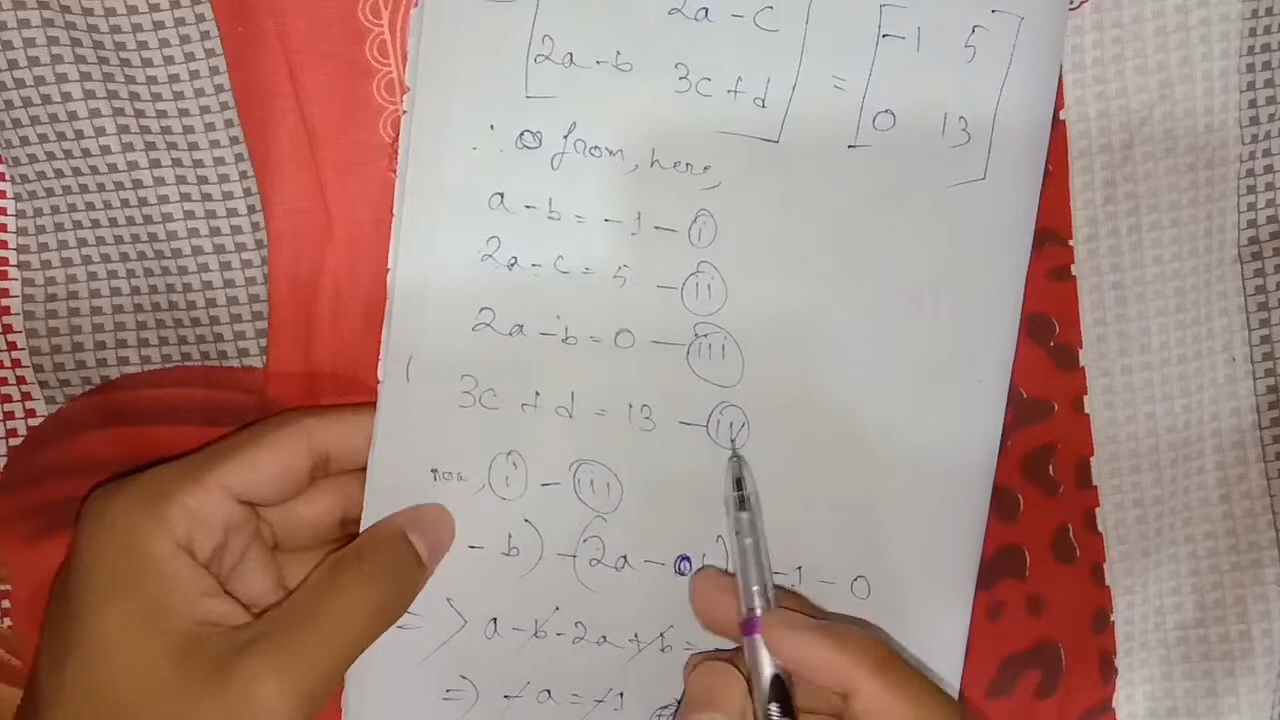 2a - c -1 5
2a - b 3c + d = 0 13
∴ from, here,
a - b = -1 - (i)
2a - c = 5 - (ii)
2a - b = 0 - (iii)
3c + d = 13 - (iv)
now, (i) - (iii)
- b) - (2a - -1 - 0
=> a - b - 2a + b =
=> -a = -1